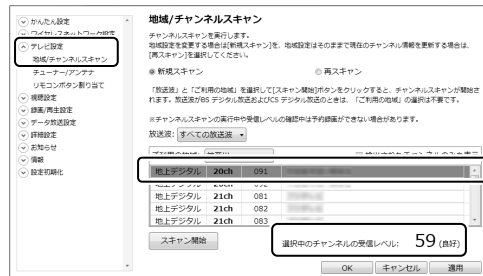 かんたん設定
ワイヤレスネットワーク設定
テレビ設定
地域/チャンネルスキャン
チューナー/アンテナ
リモコンボタン割り当て
視聴設定
録画/再生設定
データ放送設定
詳細設定
お知らせ
情報
設定初期化
地域/チャンネルスキャン
チャンネルスキャンを実行します。
地域設定を変更する場合は[新規スキャン]を、地域設定はそのままで現在のチャンネル情報を更新する場合は、
[再スキャン]を選択してください。
新規スキャン 再スキャン
「放送波」と「ご利用の地域」を選択して[スキャン開始]ボタンをクリックすると、チャンネルスキャンが開始さ
れます。放送波がBS デジタル放送およびCS デジタル放送のときは、「ご利用の地域」の選択は不要です。
※チャンネルスキャンの実行中や受信レベルの確認中は予約録画ができない場合があります。
放送波: すべての放送波
地上デジタル 20ch 091
地上デジタル 20ch 092
地上デジタル 21ch 081
地上デジタル 21ch 082
地上デジタル 21ch 083
スキャン開始
選択中のチャンネルの受信レベル: 59 (良好)
OK キャンセル 適用